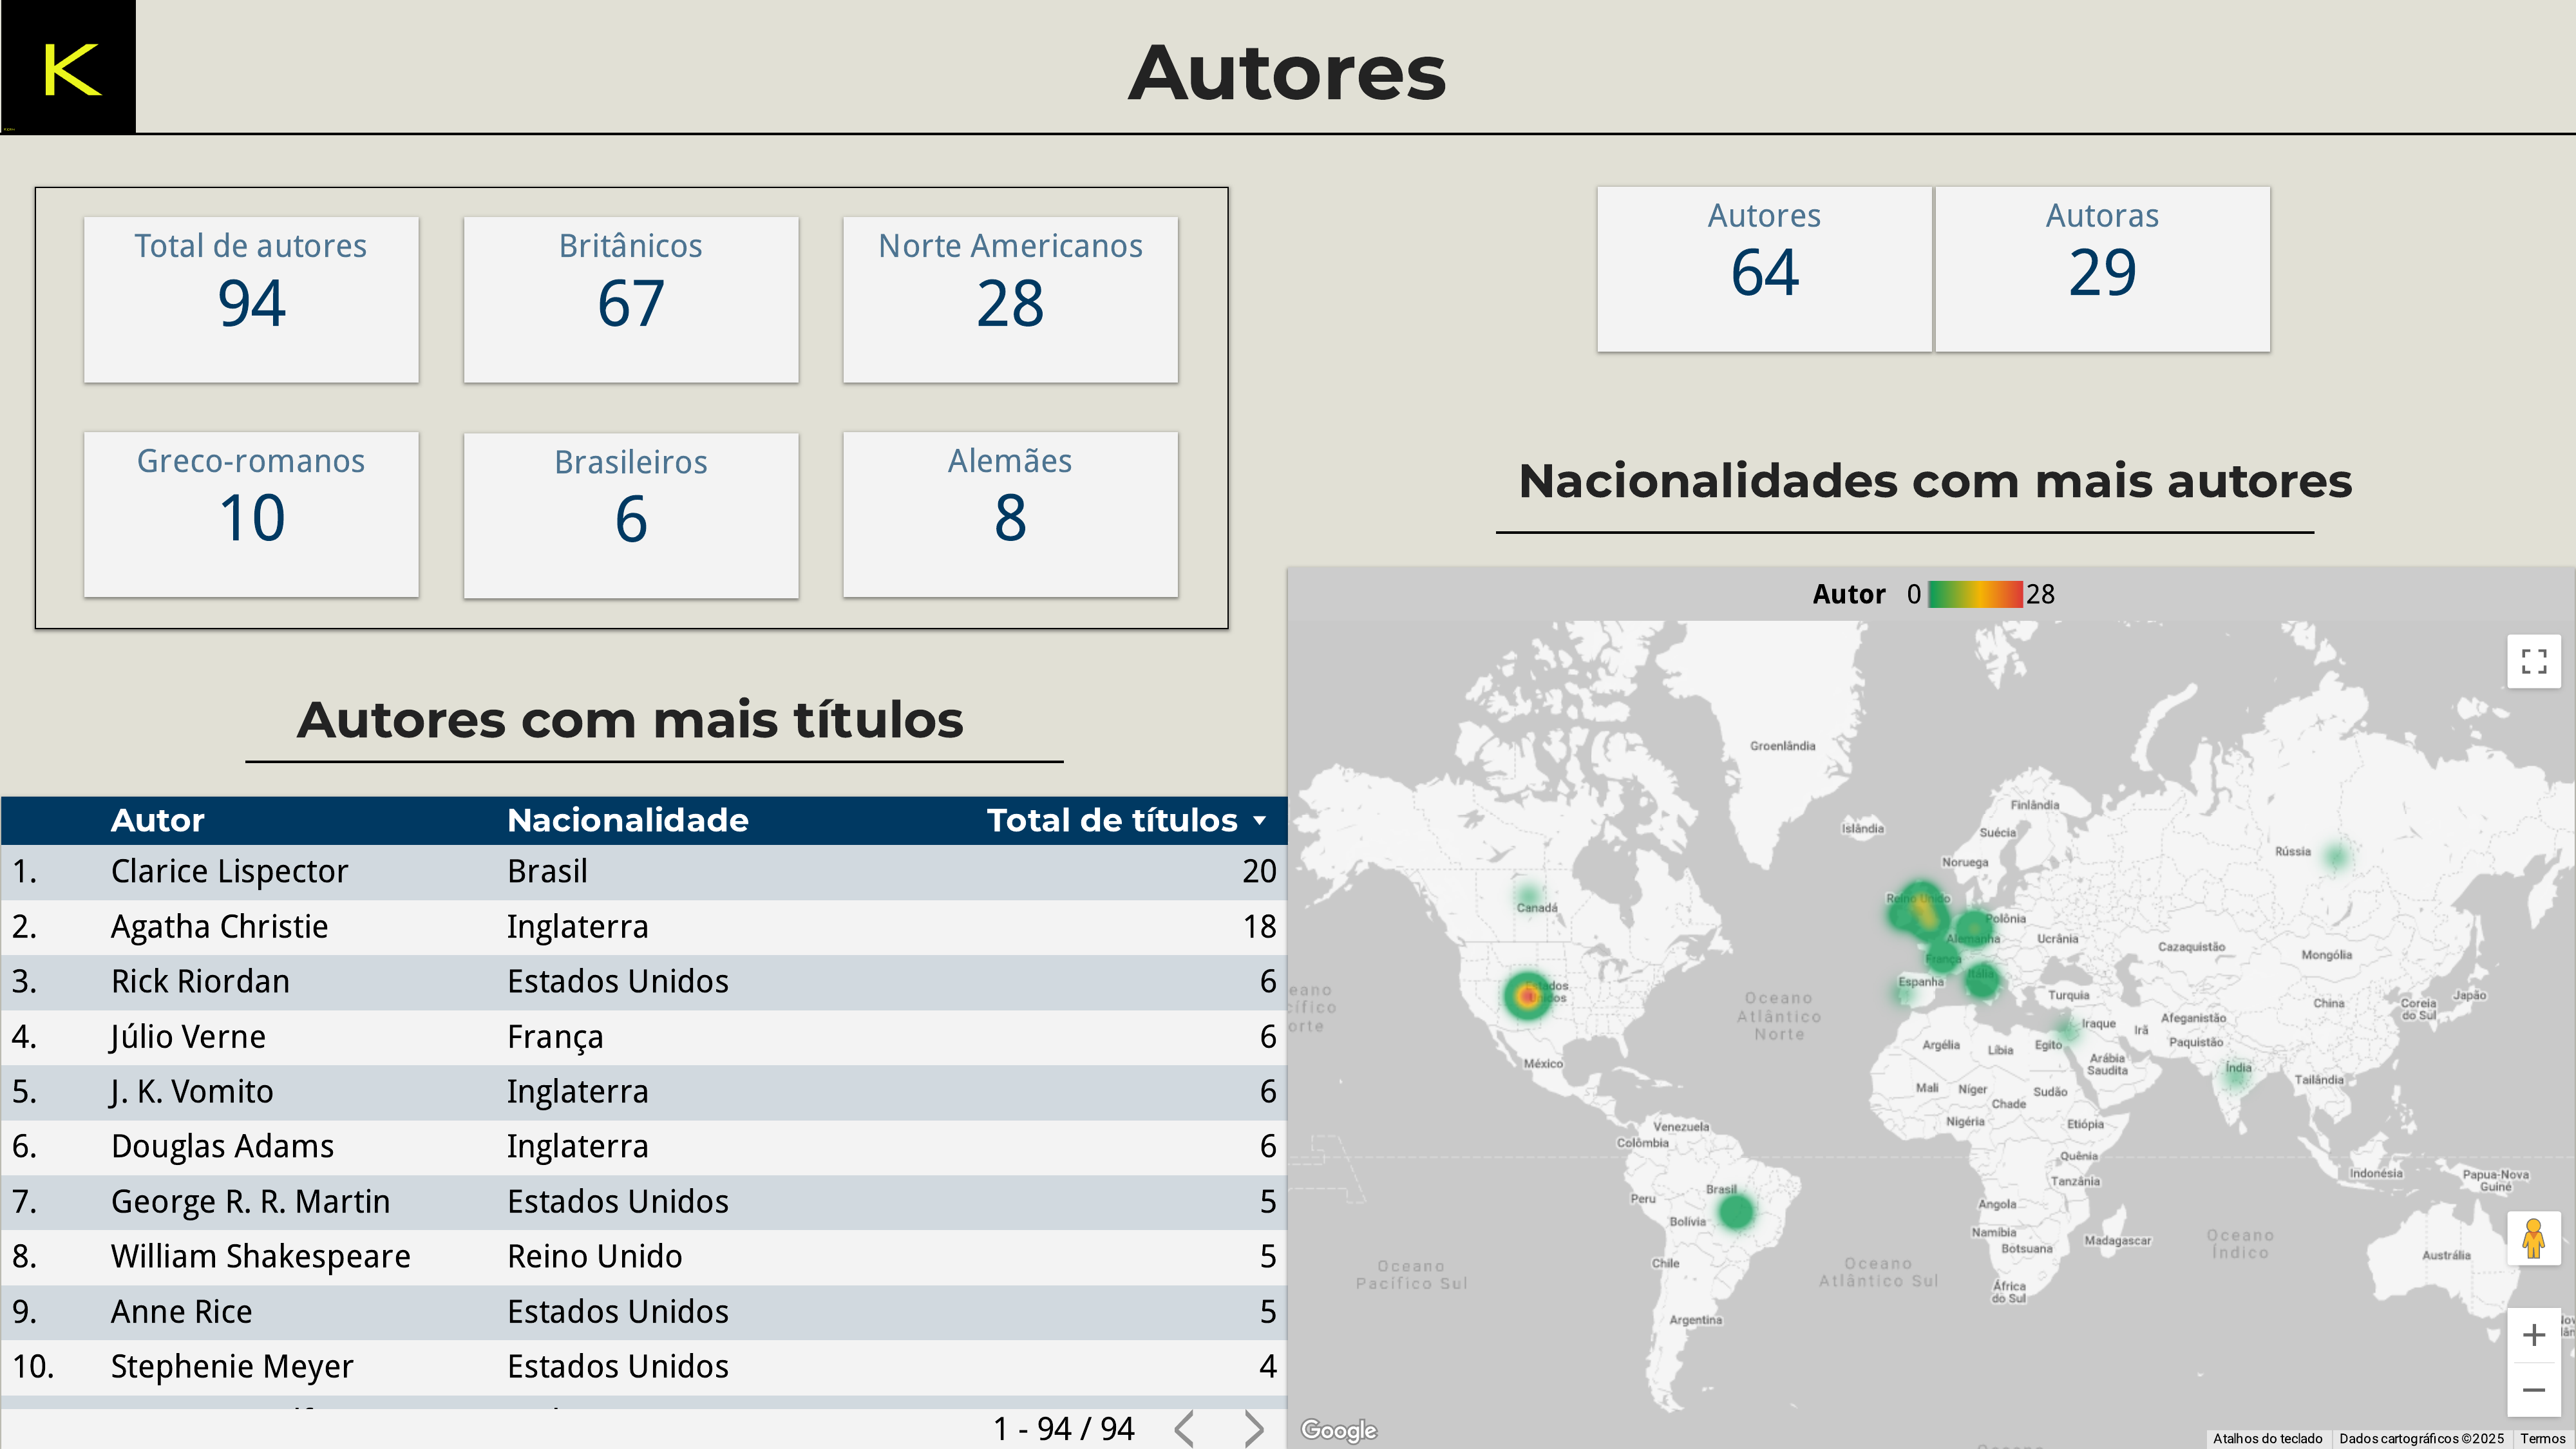 K
Autores
Total de autores
94
Britânicos
67
Norte Americanos
28
Greco-romanos
10
Brasileiros
6
Alemães
8
Autores
64
Autoras
29
Autores com mais títulos
Autor Nacionalidade Total de títulos
1. Clarice Lispector Brasil 20
2. Agatha Christie Inglaterra 18
3. Rick Riordan Estados Unidos 6
4. Júlio Verne França 6
5. J. K. Vomito Inglaterra 6
6. Douglas Adams Inglaterra 6
7. George R. R. Martin Estados Unidos 5
8. William Shakespeare Reino Unido 5
9. Anne Rice Estados Unidos 5
10. Stephenie Meyer Estados Unidos 4
1 - 94 / 94
Nacionalidades com mais autores
Autor 0 28
Groenlândia
Finlândia
Islândia
Suécia
Noruega
Rússia
Reino Unido
Canadá
Polônia
Alemanha
Ucrânia
Cazaquistão
Mongólia
França
Itália
Espanha
Estados
Unidos
Turquia
China
Coreia
do Sul
Japão
Oceano
Atlântico
Norte
Iraque
Irã
Afeganistão
Paquistão
Argélia
Líbia
Egito
Arábia
Saudita
México
Índia
Tailândia
Mali
Níger
Chade
Sudão
Nigéria
Etiópia
Venezuela
Colômbia
Quênia
Tanzânia
Indonésia
Papua-Nova
Guiné
Brasil
Peru
Bolívia
Angola
Namíbia
Botsuana
Madagascar
Oceano
Índico
Austrália
Chile
Oceano
Pacífico Sul
Oceano
Atlântico Sul
África
do Sul
Argentina
Google
Atalhos do teclado Dados cartográficos ©2025 Termos